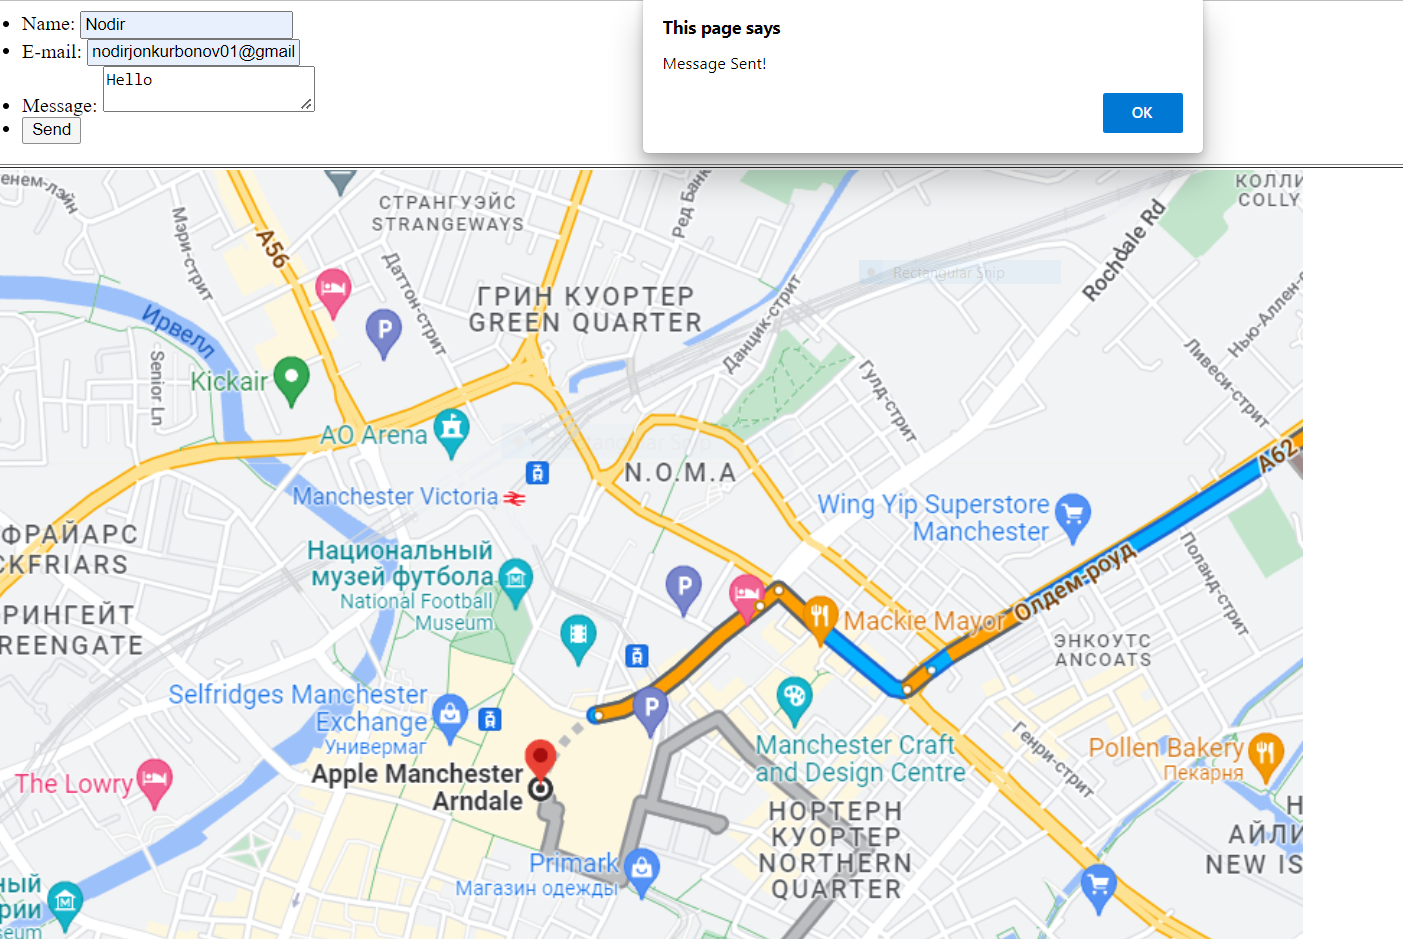 Name: Nodir
E-mail: nodirjonkurbonov01@gmail
Message: Hello
Send
This page says
Message Sent!
OK
енем-лэйн
Мэри-стрит
A56
СТРАНГУЭЙС
STRANGEWAYS
Ред Банк
КОЛЛИ
COLLY
Rochdale Rd
Даттон-стрит
Rectangular Snip
ГРИН КУОРТЕР
GREEN QUARTER
Данцик-стрит
Нью-Аллен-
Ирвелл
P
Senior Ln
Kickair
Гулд-стрит
Ливеси-стрит
AO Arena
Rectangular Snip
N.O.M.A
A62
Manchester Victoria
Wing Yip Superstore
Manchester
ФРАЙАРС
CKFRIARS
Национальный
музей футбола
National Football
Museum
P
Олдем-роуд
Поланд-стрит
РИНГЕЙТ
REENGATE
Mackie Mayor
ЭНКОУТС
ANCOATS
Selfridges Manchester
Exchange
Универмаг
P
Manchester Craft
and Design Centre
Генри-стрит
Pollen Bakery
Пекарня
The Lowry
Apple Manchester
Arndale
НОРТЕРН
КУОРТЕР
NORTHERN
QUARTER
Н
АЙЛИ
NEW IS
Primark
Магазин одежды
ный
рии
seum